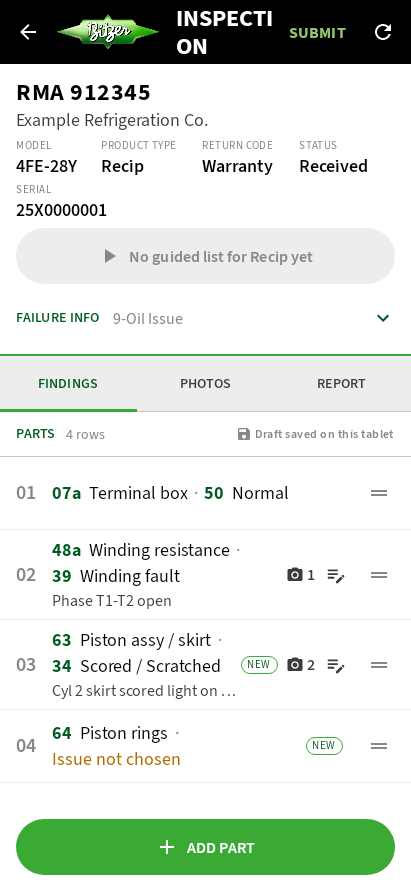 Bitzer
INSPECTI
ON
SUBMIT
RMA 912345
Example Refrigeration Co.
MODEL
4FE-28Y
PRODUCT TYPE
Recip
RETURN CODE
Warranty
STATUS
Received
SERIAL
25X0000001
No guided list for Recip yet
FAILURE INFO 9-Oil Issue
FINDINGS
PHOTOS
REPORT
PARTS 4 rows
Draft saved on this tablet
01 07a Terminal box · 50 Normal
02 48a Winding resistance ·
39 Winding fault
1
Phase T1-T2 open
03 63 Piston assy / skirt ·
34 Scored / Scratched
NEW
2
Cyl 2 skirt scored light on …
04 64 Piston rings ·
Issue not chosen
NEW
ADD PART